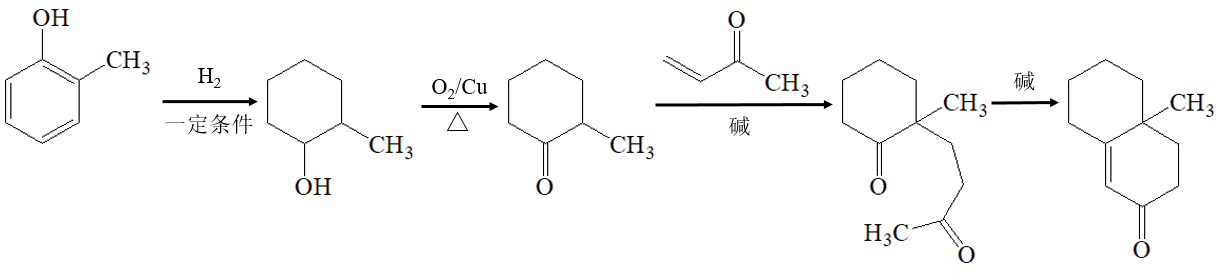 OH
CH₃
H₂
一定条件
CH₃
OH
O₂/Cu
△
CH₃
O
O
CH₃
碱
CH₃
O
H₃C
O
碱
CH₃
O